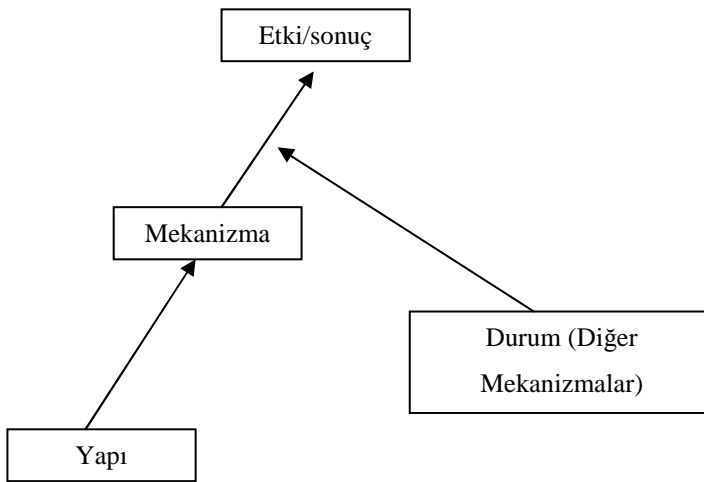 Etki/sonuç
Mekanizma
Durum (Diğer
Mekanizmalar)
Yapı